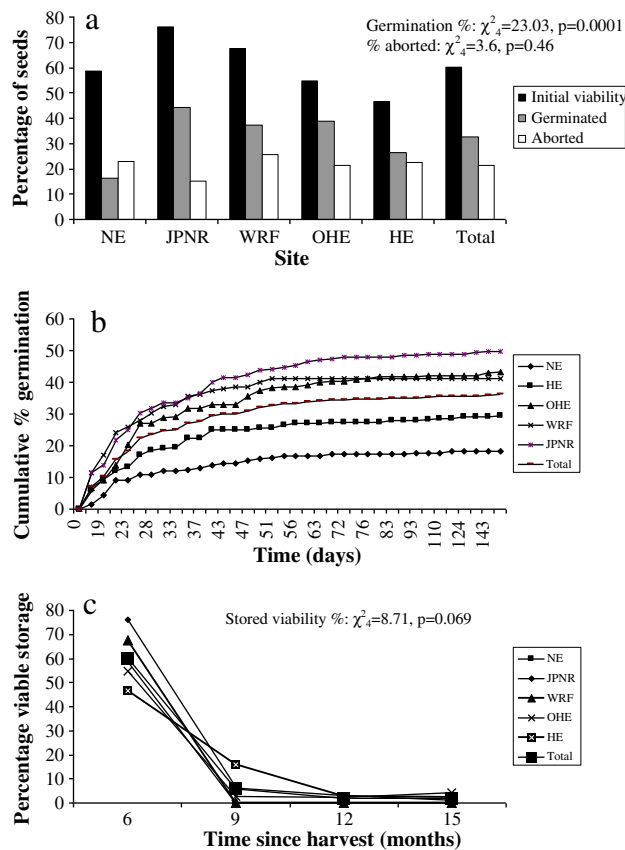 a
Germination %: χ²₄=23.03, p=0.0001
% aborted: χ²₄=3.6, p=0.46
Percentage of seeds
80
70
60
50
40
30
20
10
0
NE JPNR WRF OHE HE Total
Site
Initial viability
Germinated
Aborted
b
Cumulative % germination
60
50
40
30
20
10
0
0 19 23 28 33 37 41 47 51 56 63 72 76 83 93 110 124 143
Time (days)
NE
HE
OHE
WRF
JPNR
Total
c
Stored viability %: χ²₄=8.71, p=0.069
Percentage viable storage
80
70
60
50
40
30
20
10
0
6 9 12 15
Time since harvest (months)
NE
JPNR
WRF
OHE
HE
Total